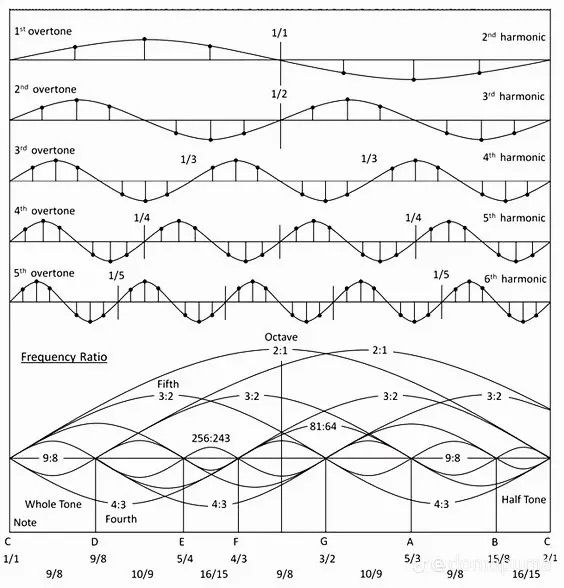 1st overtone 1/1 2nd harmonic
2nd overtone 1/2 3rd harmonic
3rd overtone 1/3 1/3 4th harmonic
4th overtone 1/4 1/4 5th harmonic
5th overtone 1/5 1/5 6th harmonic
Frequency Ratio
Octave
2:1 2:1
Fifth
3:2 3:2 3:2
256:243 81:64
9:8 9:8
Whole Tone 4:3 4:3 4:3 Half Tone
Note Fourth
C D E F G A B C
1/1 9/8 5/4 4/3 3/2 5/3 15/8 2/1
9/8 10/9 16/15 9/8 10/9 9/8 16/15